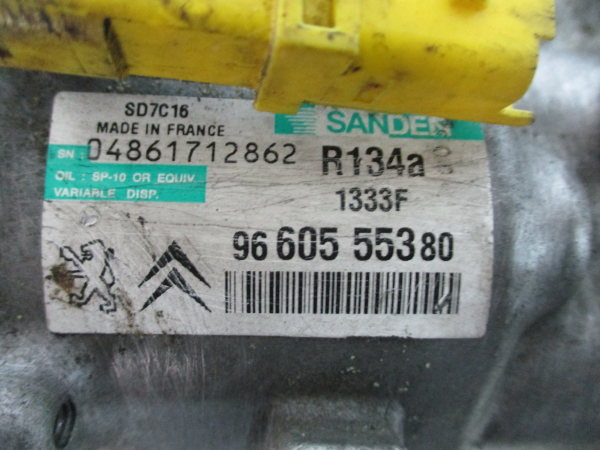 SD7C16
MADE IN FRANCE
SANDEN
SN: 04861712862
R134a
OIL : SP-10 OR EQUIV.
VARIABLE DISP.
1333F
96 605 553 80